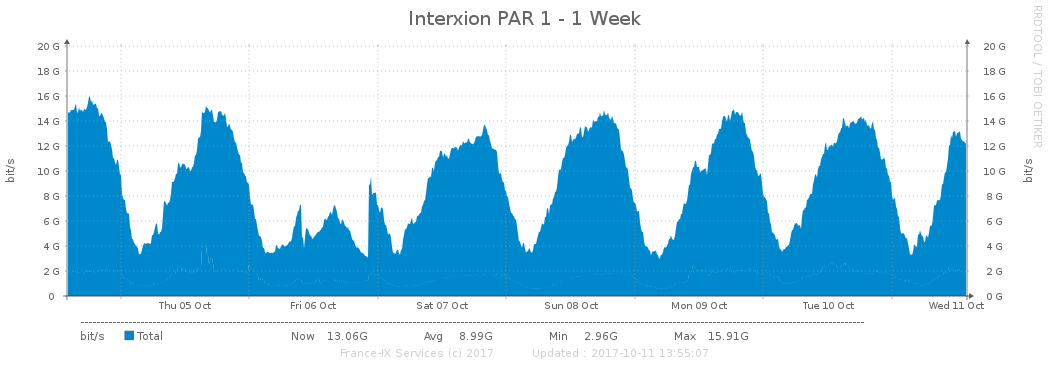 Interxion PAR 1 - 1 Week
RRDTOOL / TOBI OETIKER
20 G 20 G
18 G 18 G
16 G 16 G
14 G 14 G
12 G 12 G
10 G 10 G
8 G 8 G
6 G 6 G
4 G 4 G
2 G 2 G
0 0 G
bit/s bit/s
Thu 05 Oct Fri 06 Oct Sat 07 Oct Sun 08 Oct Mon 09 Oct Tue 10 Oct Wed 11 Oct
bit/s Total Now 13.06G Avg 8.99G Min 2.96G Max 15.91G
France-IX Services (c) 2017 Updated : 2017-10-11 13:55:07